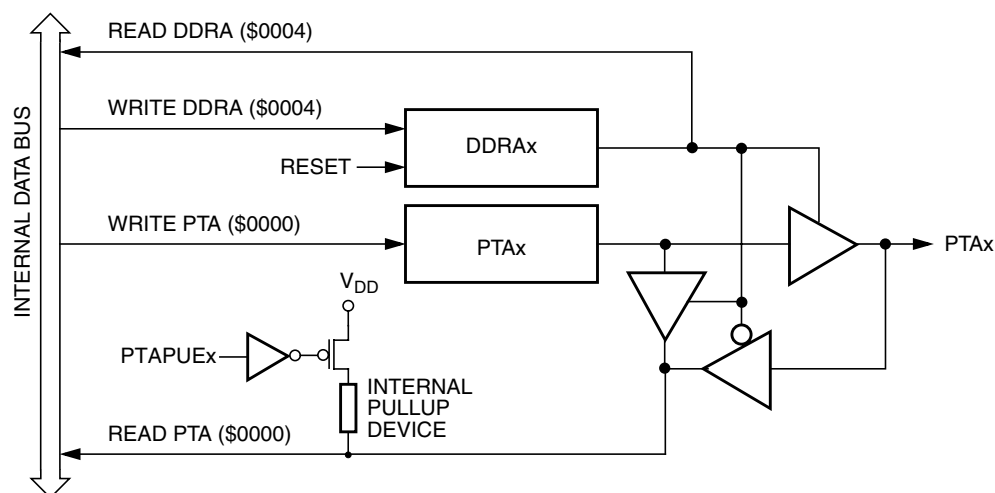 READ DDRA ($0004)
WRITE DDRA ($0004)
DDRAx
RESET
INTERNAL DATA BUS
WRITE PTA ($0000)
PTAx
PTAx
VDD
PTAPUEx
INTERNAL
PULLUP
DEVICE
READ PTA ($0000)